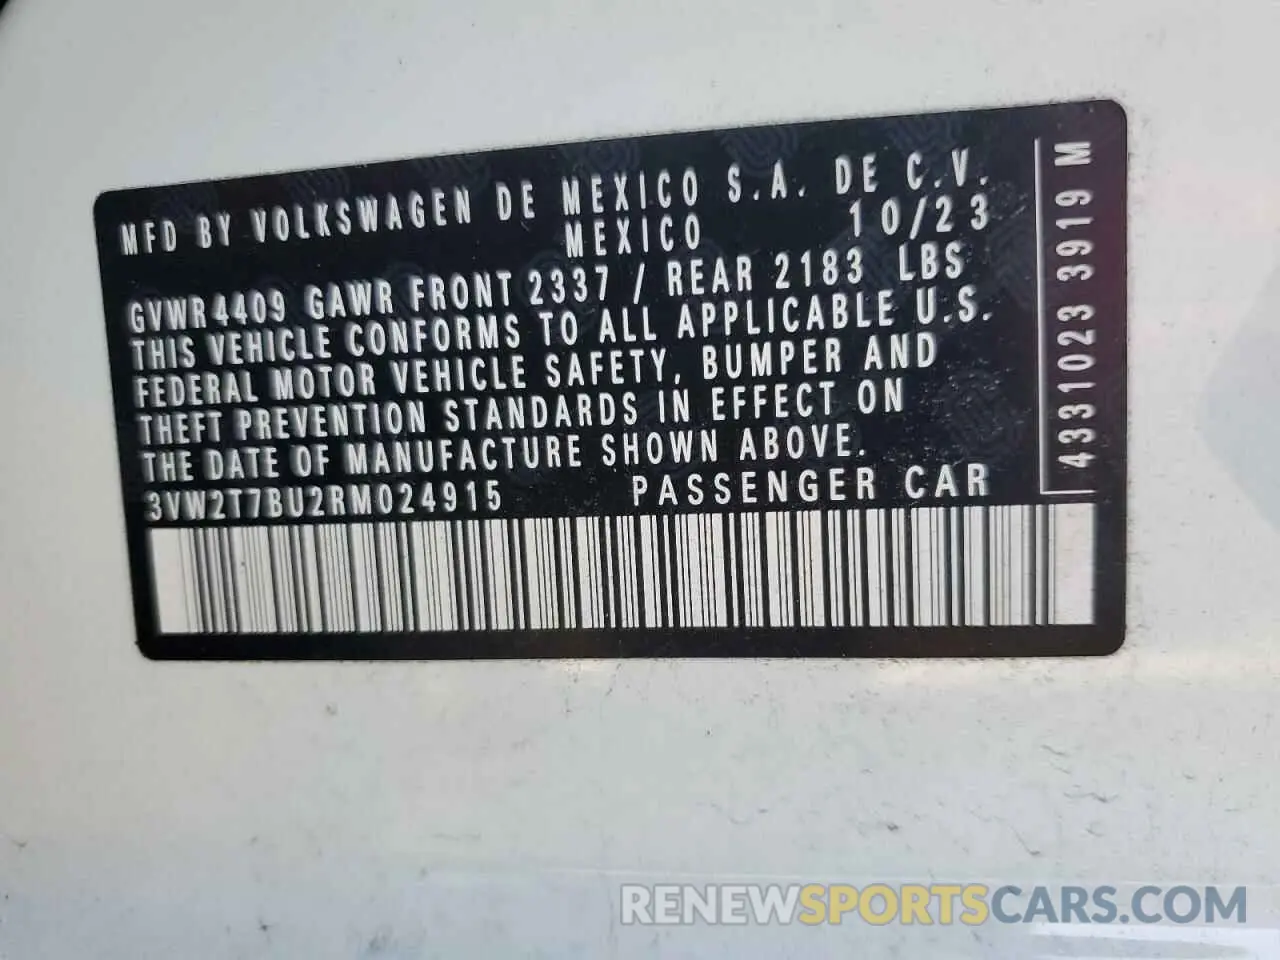 MFD BY VOLKSWAGEN DE MEXICO S.A. DE C.V.
MEXICO 10/23
GVWR 4409 GAWR FRONT 2337 / REAR 2183 LBS
THIS VEHICLE CONFORMS TO ALL APPLICABLE U.S.
FEDERAL MOTOR VEHICLE SAFETY, BUMPER AND
THEFT PREVENTION STANDARDS IN EFFECT ON
THE DATE OF MANUFACTURE SHOWN ABOVE.
3VW2T7BU2RM024915 PASSENGER CAR
4331023 3919 M
RENEWSPORTSCARS.COM